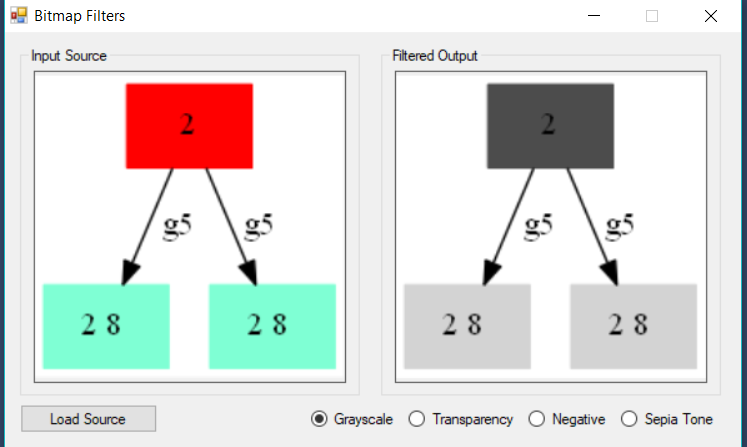 Bitmap Filters
Input Source
2
g5 g5
2 8 2 8
Filtered Output
2
g5 g5
2 8 2 8
Load Source
Grayscale Transparency Negative Sepia Tone